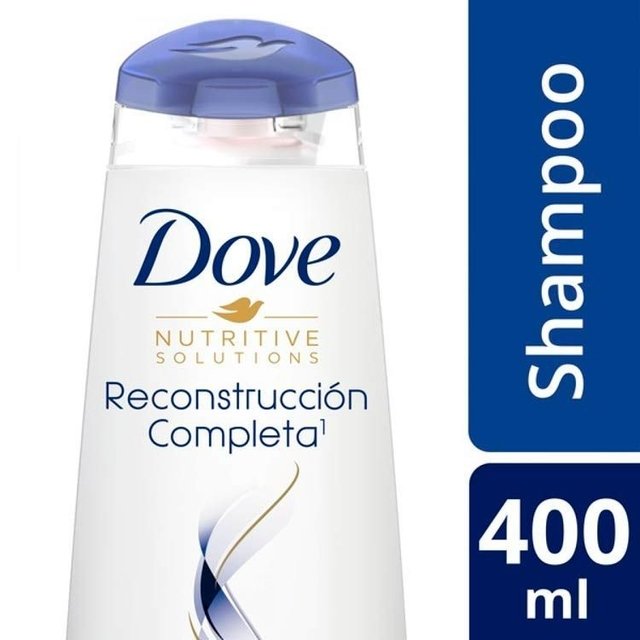 Dove
NUTRITIVE
SOLUTIONS
Reconstrucción
Completa¹
Shampoo
400
ml